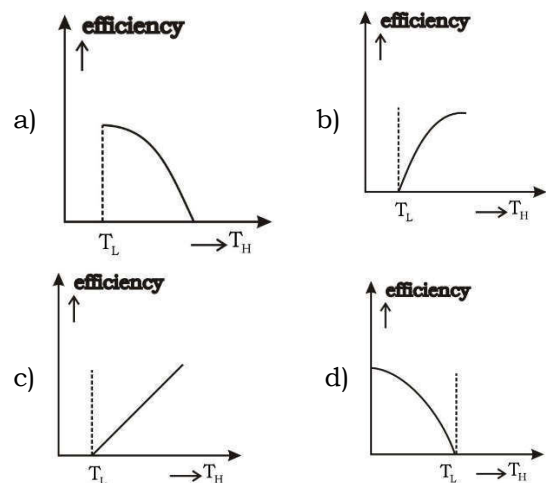 efficiency
a)
T_L T_H
efficiency
b)
T_L T_H
efficiency
c)
T_L T_H
efficiency
d)
T_L T_H